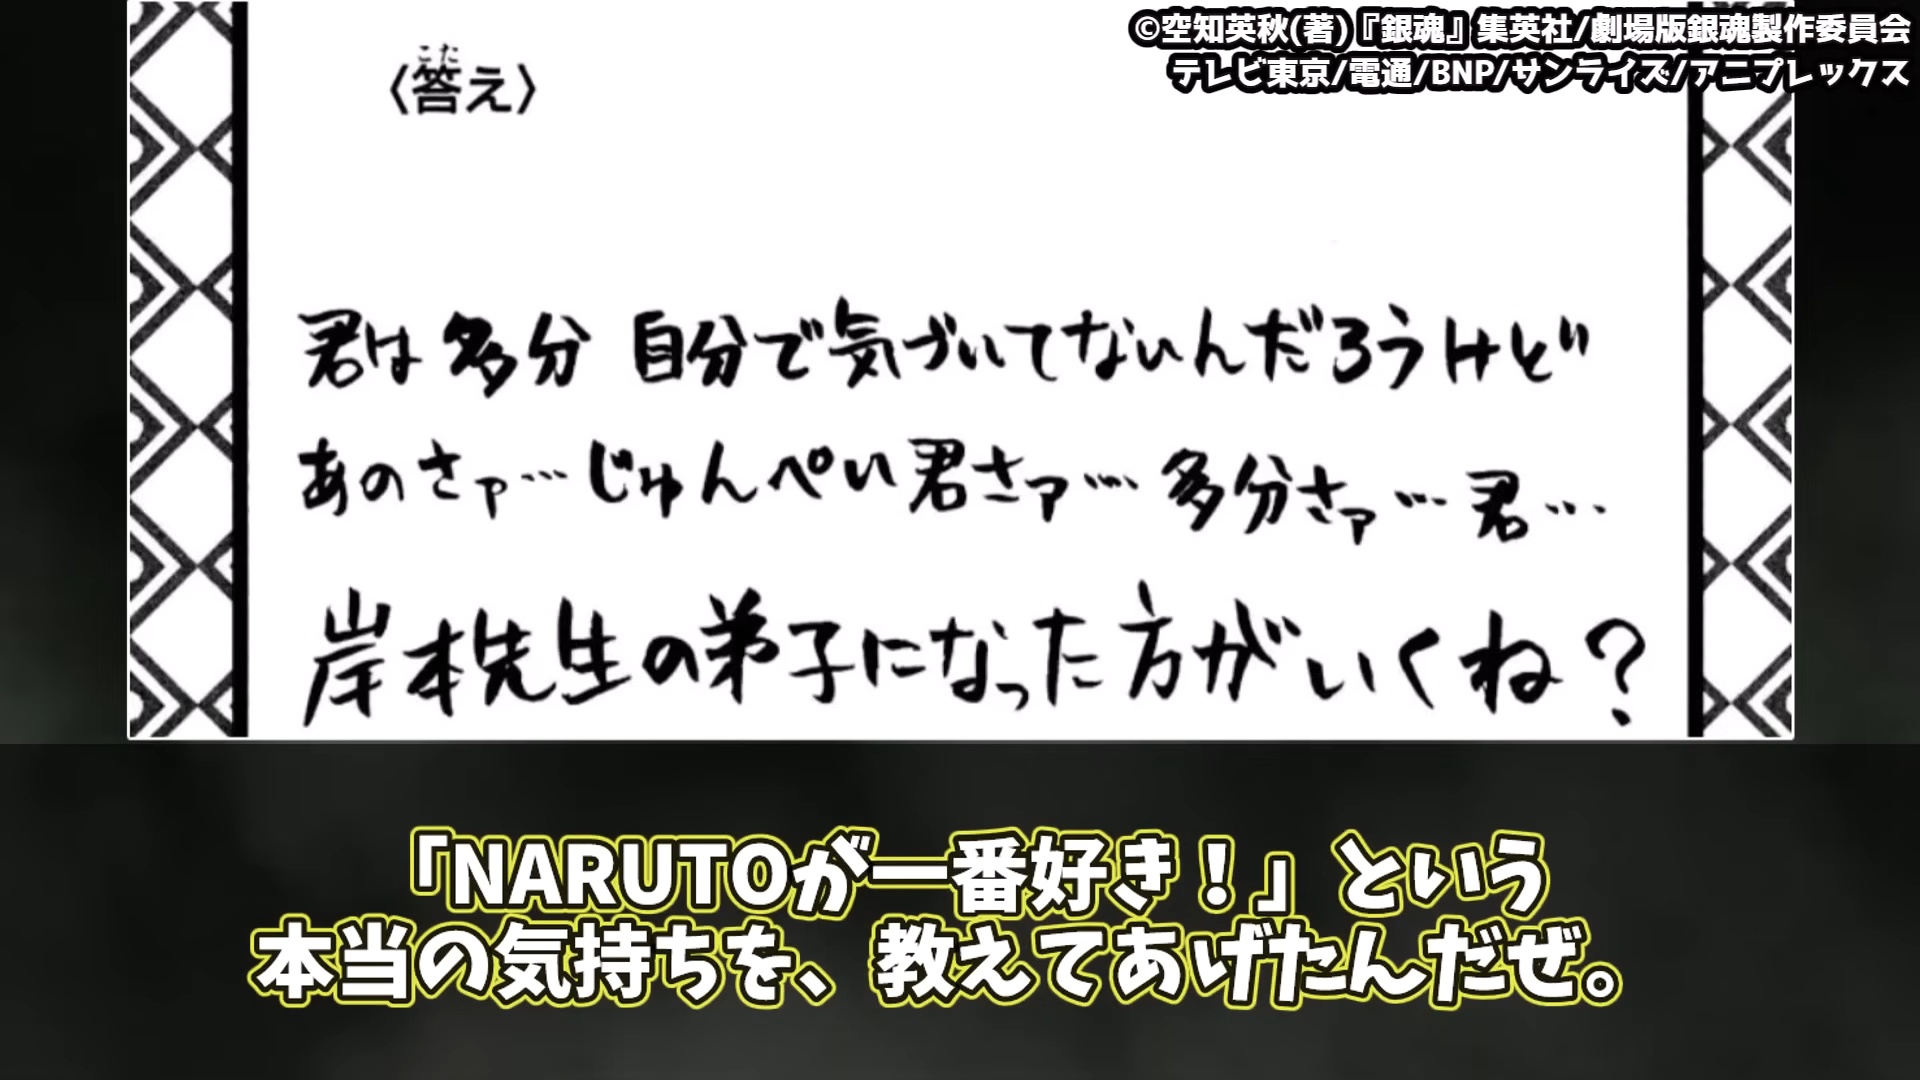 ©空知英秋(著)『銀魂』集英社/劇場版銀魂製作委員会
テレビ東京/電通/BNP/サンライズ/アニプレックス
こた
〈答え〉
君は多分 自分で気づいてないんだろうけど
あのさァ…じゅんぺい君さァ…多分さァ…君…
岸本先生の弟子になった方がいくね？
「NARUTOが一番好き！」という
本当の気持ちを、教えてあげたんだぜ。